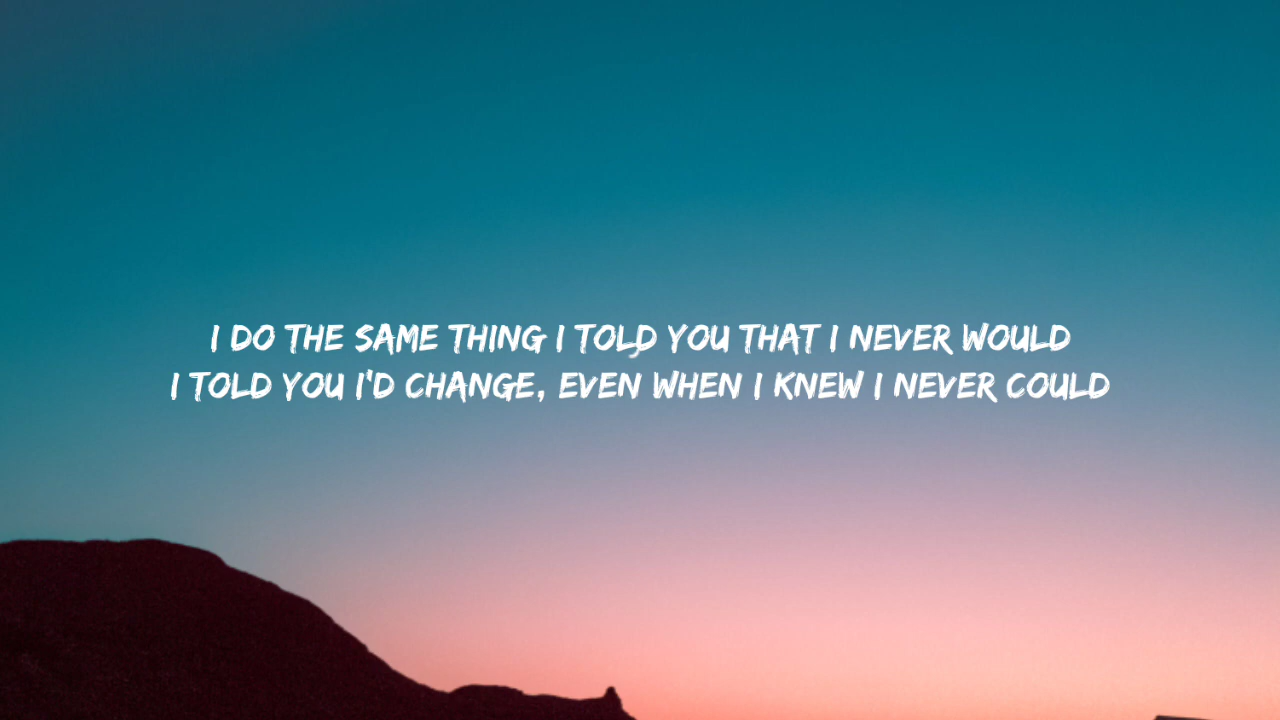 I DO THE SAME THING I TOLD YOU THAT I NEVER WOULD
I TOLD YOU I'D CHANGE, EVEN WHEN I KNEW I NEVER COULD